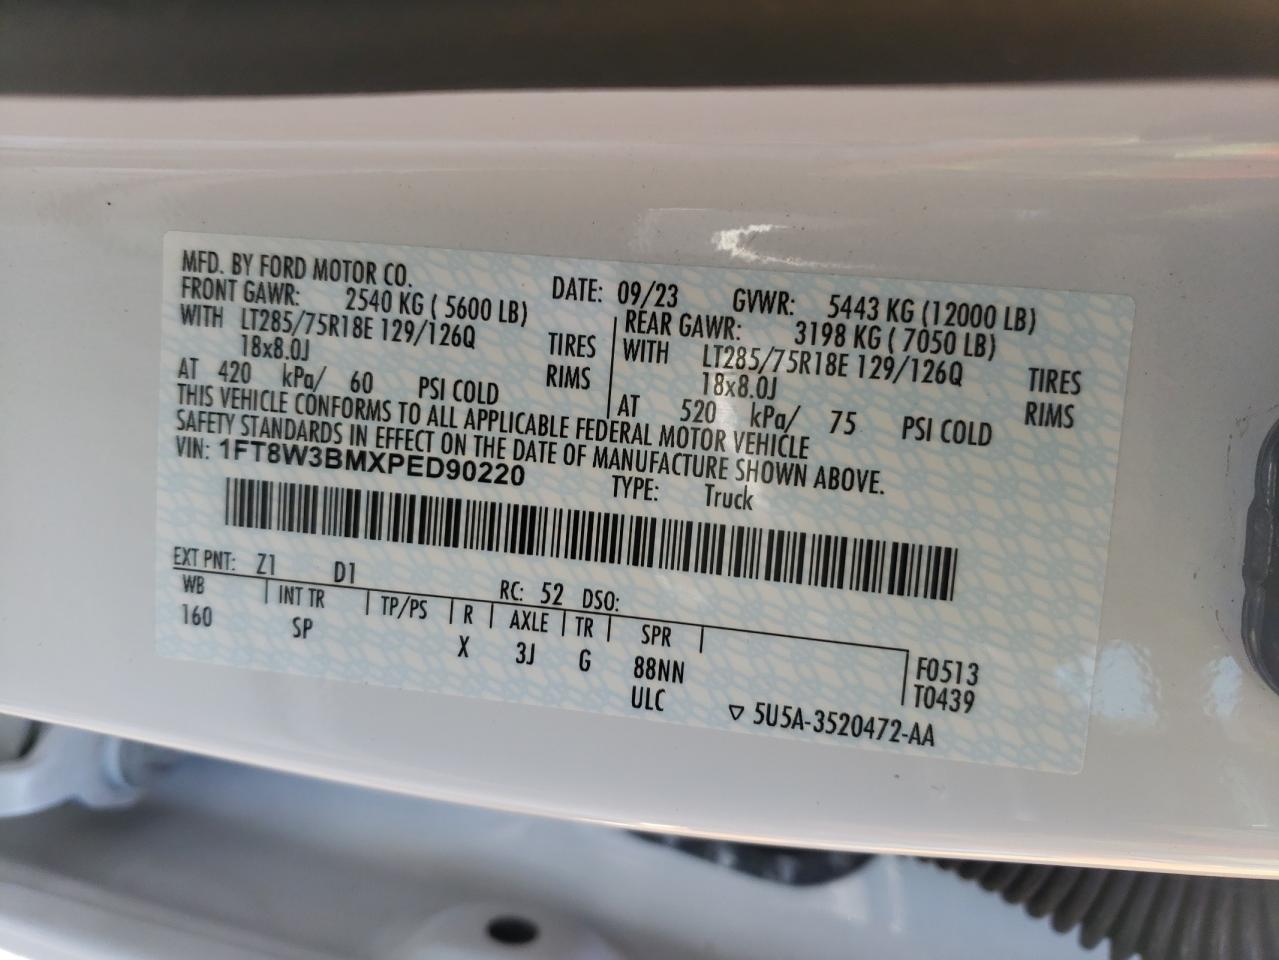 MFD. BY FORD MOTOR CO. DATE: 09/23 GVWR: 5443 KG (12000 LB)
FRONT GAWR: 2540 KG ( 5600 LB) REAR GAWR: 3198 KG ( 7050 LB)
WITH LT285/75R18E 129/126Q TIRES WITH LT285/75R18E 129/126Q TIRES
18x8.0J RIMS 18x8.0J RIMS
AT 420 kPa/ 60 PSI COLD AT 520 kPa/ 75 PSI COLD
THIS VEHICLE CONFORMS TO ALL APPLICABLE FEDERAL MOTOR VEHICLE
SAFETY STANDARDS IN EFFECT ON THE DATE OF MANUFACTURE SHOWN ABOVE.
VIN: 1FT8W3BMXPED90220 TYPE: Truck
EXT PNT: Z1 D1 RC: 52 DSO:
WB INT TR TP/PS R AXLE TR SPR
160 SP X 3J G 88NN F0513
ULC T0439
▽ 5U5A-3520472-AA